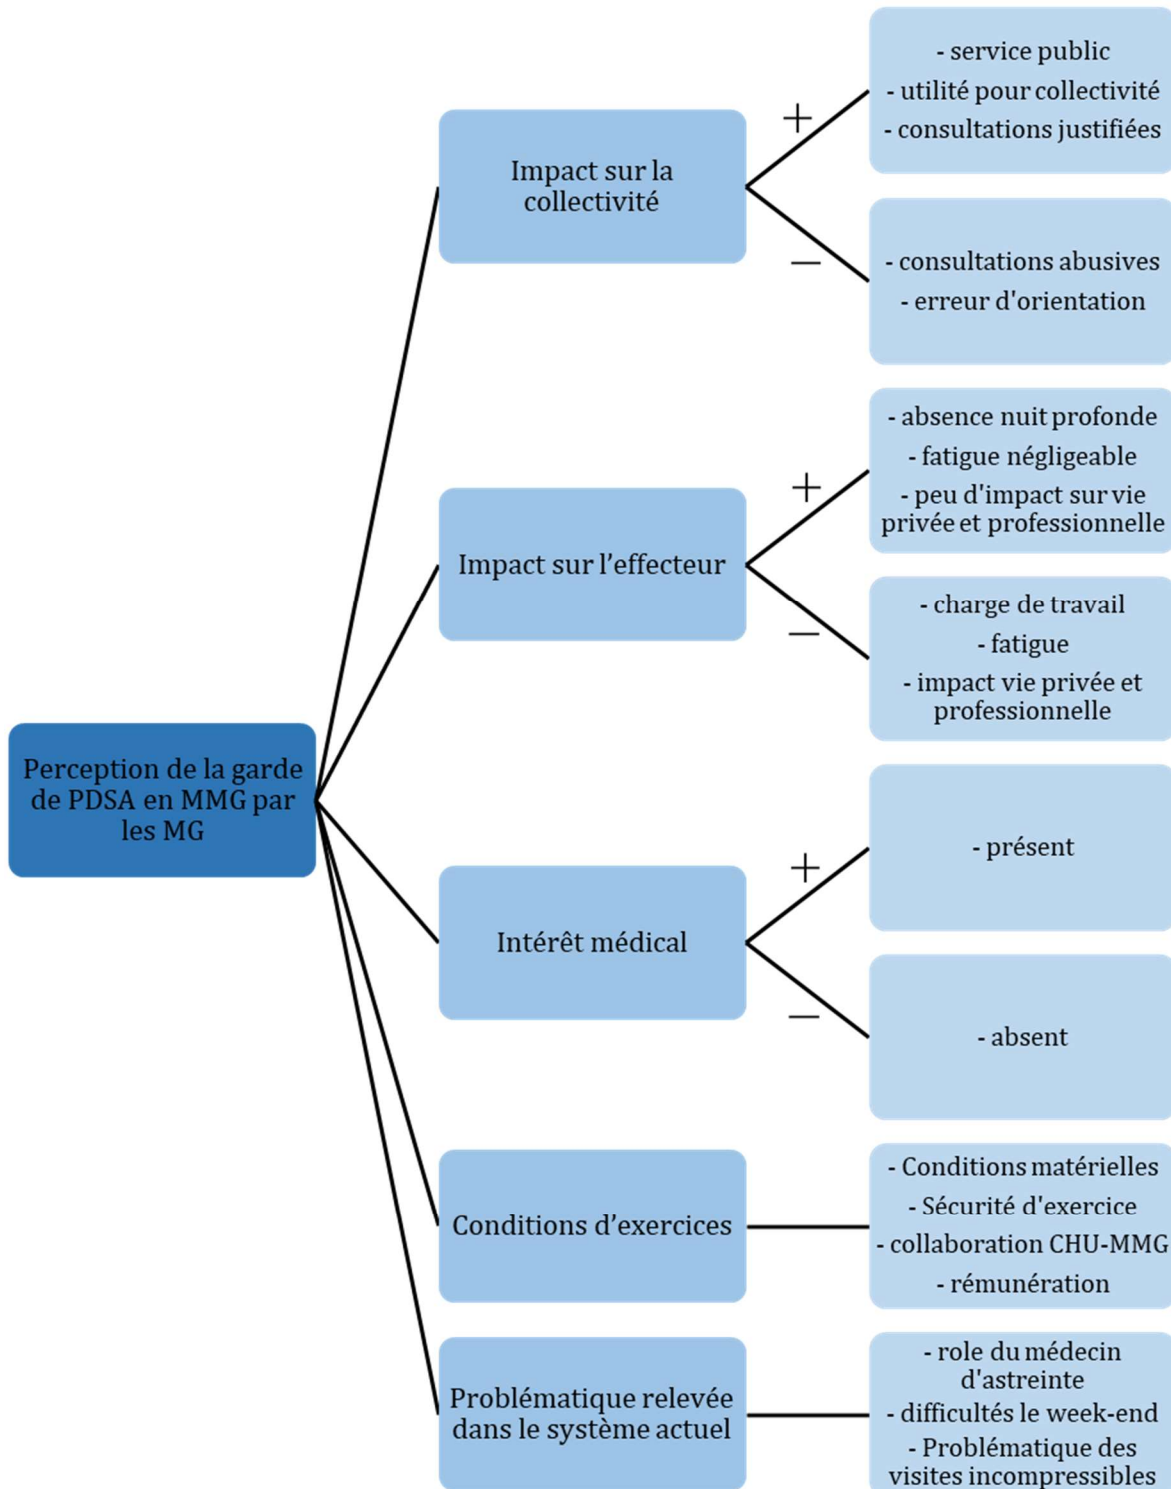 Perception de la garde
de PDSA en MMG par
les MG
Impact sur la
collectivité
+
- service public
- utilité pour collectivité
- consultations justifiées
–
- consultations abusives
- erreur d'orientation
Impact sur l’effecteur
+
- absence nuit profonde
- fatigue négligeable
- peu d'impact sur vie
privée et professionnelle
–
- charge de travail
- fatigue
- impact vie privée et
professionnelle
Intérêt médical
+
- présent
–
- absent
Conditions d’exercices
- Conditions matérielles
- Sécurité d'exercice
- collaboration CHU-MMG
- rémunération
Problématique relevée
dans le système actuel
- role du médecin
d'astreinte
- difficultés le week-end
- Problématique des
visites incompressibles